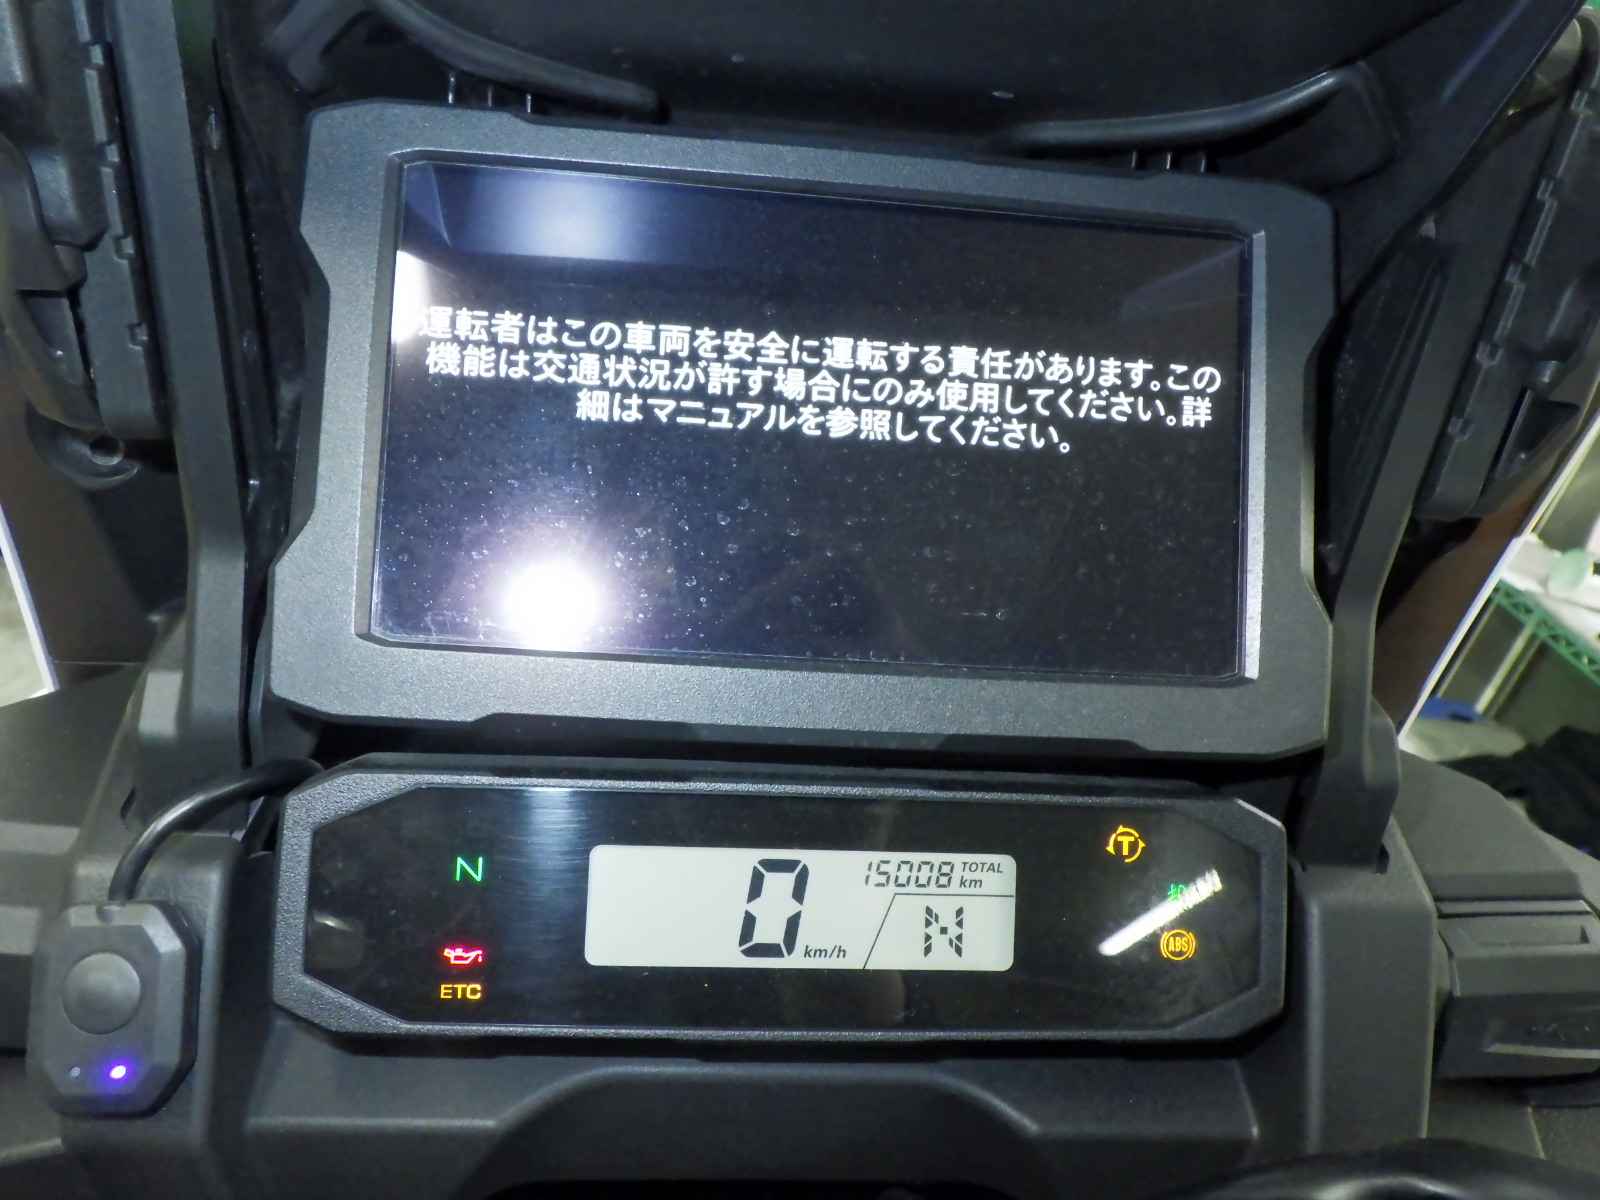 運転者はこの車両を安全に運転する責任があります。この
機能は交通状況が許す場合にのみ使用してください。詳
細はマニュアルを参照してください。
N
15008 TOTAL km
T
0 km/h
N
ABS
ETC